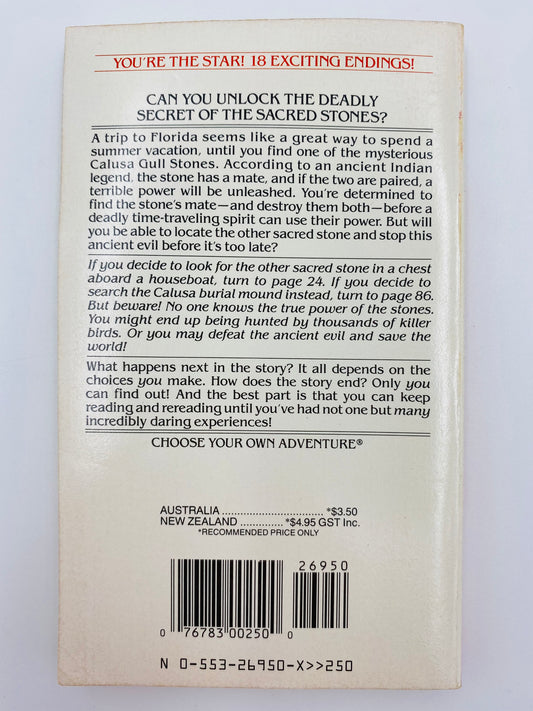 YOU'RE THE STAR! 18 EXCITING ENDINGS!
CAN YOU UNLOCK THE DEADLY
SECRET OF THE SACRED STONES?
A trip to Florida seems like a great way to spend a
summer vacation, until you find one of the mysterious
Calusa Gull Stones. According to an ancient Indian
legend, the stone has a mate, and if the two are paired, a
terrible power will be unleashed. You're determined to
find the stone's mate—and destroy them both—before a
deadly time-traveling spirit can use their power. But will
you be able to locate the other sacred stone and stop this
ancient evil before it's too late?
If you decide to look for the other sacred stone in a chest
aboard a houseboat, turn to page 24. If you decide to
search the Calusa burial mound instead, turn to page 86.
But beware! No one knows the true power of the stones.
You might end up being hunted by thousands of killer
birds. Or you may defeat the ancient evil and save the
world!
What happens next in the story? It all depends on the
choices you make. How does the story end? Only you
can find out! And the best part is that you can keep
reading and rereading until you've had not one but many
incredibly daring experiences!
CHOOSE YOUR OWN ADVENTURE®
AUSTRALIA ................................. *$3.50
NEW ZEALAND .............. *$4.95 GST Inc.
*RECOMMENDED PRICE ONLY
26950
0 76783 00250 0
N 0-553-26950-X>>250